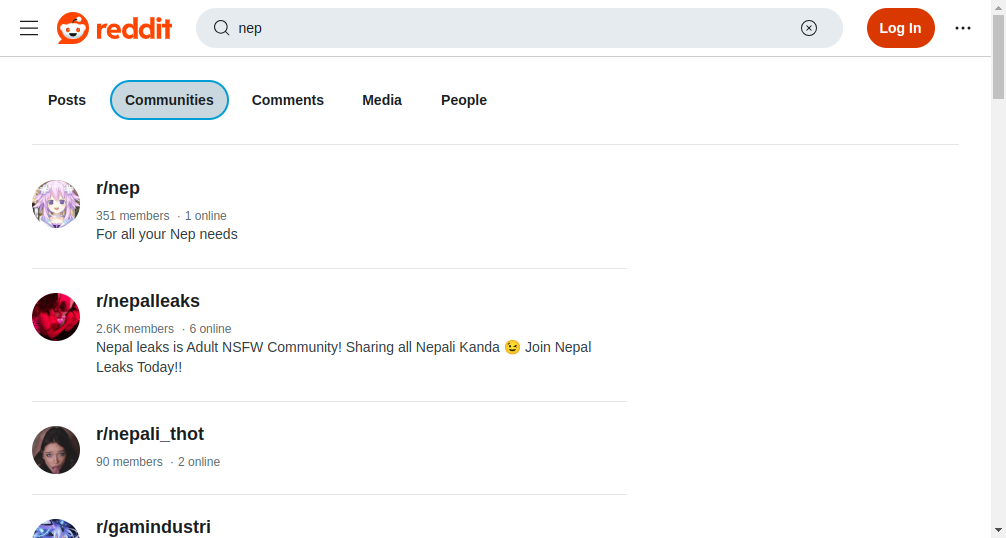 reddit
nep
Log In
Posts
Communities
Comments
Media
People
r/nep
351 members · 1 online
For all your Nep needs
r/nepalleaks
2.6K members · 6 online
Nepal leaks is Adult NSFW Community! Sharing all Nepali Kanda 😉 Join Nepal
Leaks Today!!
r/nepali_thot
90 members · 2 online
r/gamindustri